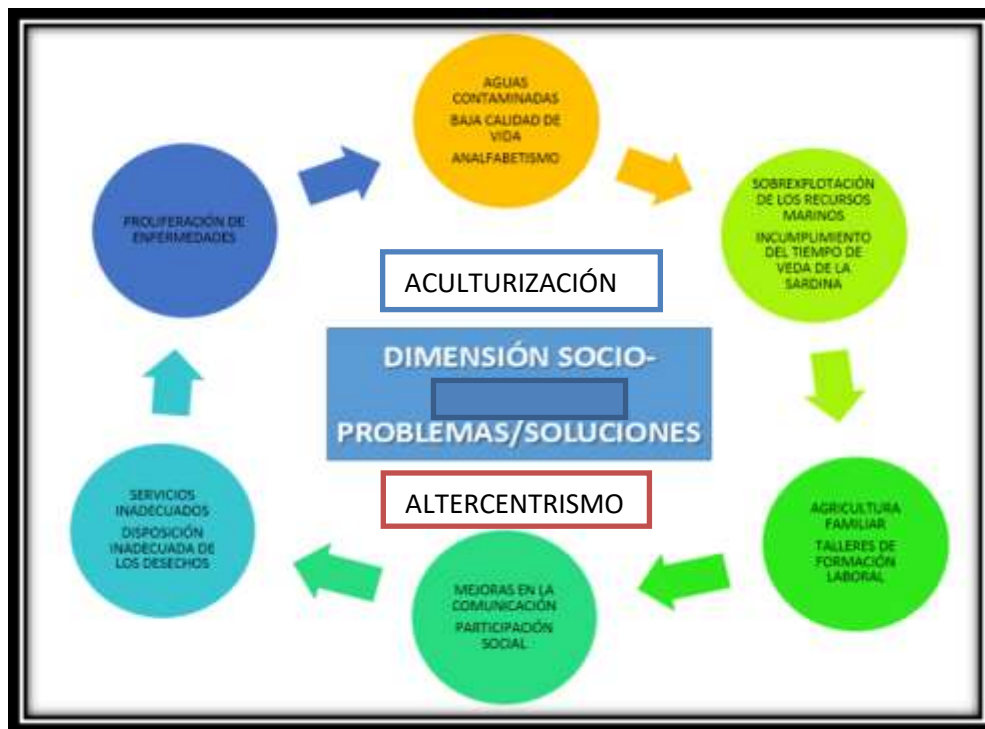 AGUAS
CONTAMINADAS
BAJA CALIDAD DE
VIDA
ANALFABETISMO
SOBREXPLOTACIÓN
DE LOS RECURSOS
MARINOS
INCUMPLIMIENTO
DEL TIEMPO DE
VEDA DE LA
SARDINA
AGRICULTURA
FAMILIAR
TALLERES DE
FORMACIÓN
LABORAL
MEJORAS EN LA
COMUNICACIÓN
PARTICIPACIÓN
SOCIAL
SERVICIOS
INADECUADOS
DISPOSICIÓN
INADECUADA DE
LOS DESECHOS
PROLIFERACIÓN DE
ENFERMEDADES
ACULTURIZACIÓN
DIMENSIÓN SOCIO-
PROBLEMAS/SOLUCIONES
ALTERCENTRISMO